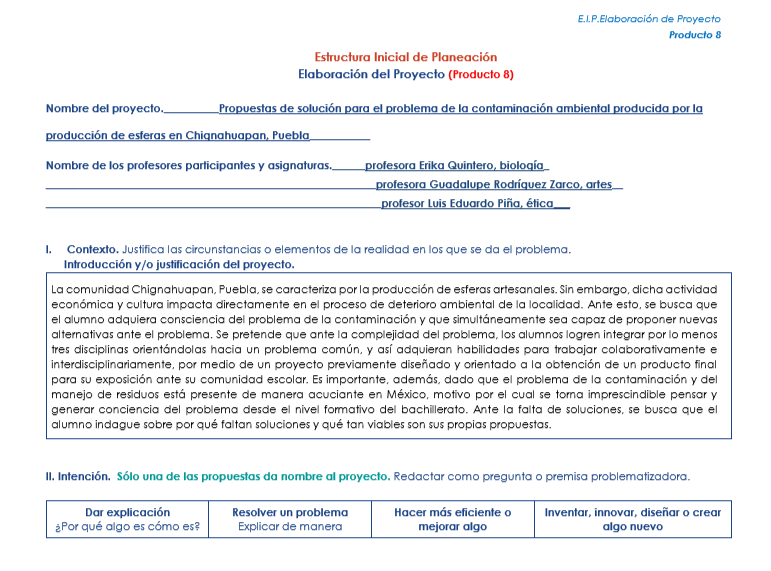 E.I.P.Elaboración de Proyecto
Producto 8
Estructura Inicial de Planeación
Elaboración del Proyecto (Producto 8)
Nombre del proyecto.__________Propuestas de solución para el problema de la contaminación ambiental producida por la
producción de esferas en Chignahuapan, Puebla___________
Nombre de los profesores participantes y asignaturas.______profesora Erika Quintero, biología_
profesora Guadalupe Rodríguez Zarco, artes__
profesor Luis Eduardo Piña, ética___
I. Contexto. Justifica las circunstancias o elementos de la realidad en los que se da el problema.
Introducción y/o justificación del proyecto.
La comunidad Chignahuapan, Puebla, se caracteriza por la producción de esferas artesanales. Sin embargo, dicha actividad
económica y cultura impacta directamente en el proceso de deterioro ambiental de la localidad. Ante esto, se busca que
el alumno adquiera consciencia del problema de la contaminación y que simultáneamente sea capaz de proponer nuevas
alternativas ante el problema. Se pretende que ante la complejidad del problema, los alumnos logren integrar por lo menos
tres disciplinas orientándolas hacia un problema común, y así adquieran habilidades para trabajar colaborativamente e
interdisciplinariamente, por medio de un proyecto previamente diseñado y orientado a la obtención de un producto final
para su exposición ante su comunidad escolar. Es importante, además, dado que el problema de la contaminación y del
manejo de residuos está presente de manera acuciante en México, motivo por el cual se torna imprescindible pensar y
generar conciencia del problema desde el nivel formativo del bachillerato. Ante la falta de soluciones, se busca que el
alumno indague sobre por qué faltan soluciones y qué tan viables son sus propias propuestas.
II. Intención. Sólo una de las propuestas da nombre al proyecto. Redactar como pregunta o premisa problematizadora.
Dar explicación
¿Por qué algo es cómo es?
Resolver un problema
Explicar de manera
Hacer más eficiente o
mejorar algo
Inventar, innovar, diseñar o crear
algo nuevo